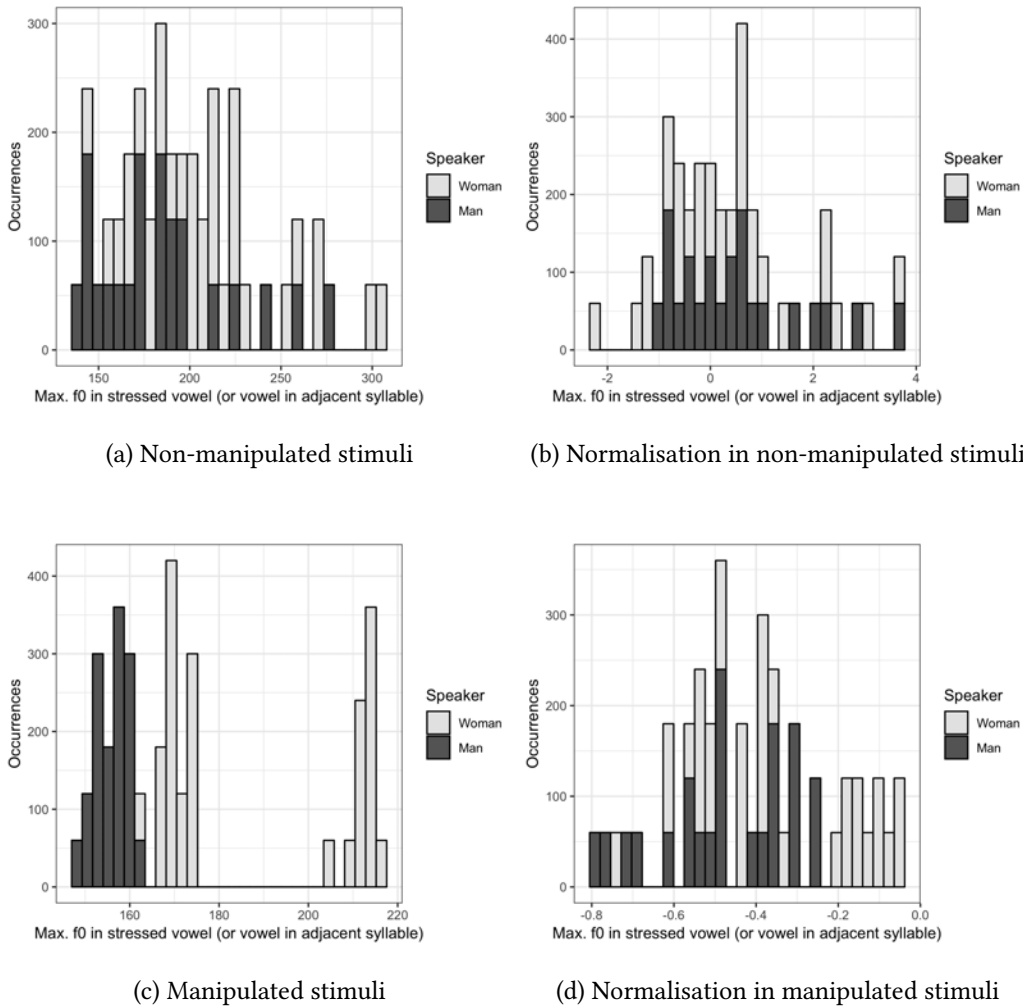 300
200
100
0
Occurrences
150
200
250
300
Max. f0 in stressed vowel (or vowel in adjacent syllable)
Speaker
Woman
Man
(a) Non-manipulated stimuli
400
300
200
100
0
Occurrences
-2
0
2
4
Max. f0 in stressed vowel (or vowel in adjacent syllable)
Speaker
Woman
Man
(b) Normalisation in non-manipulated stimuli
400
300
200
100
0
Occurrences
160
180
200
220
Max. f0 in stressed vowel (or vowel in adjacent syllable)
Speaker
Woman
Man
(c) Manipulated stimuli
300
200
100
0
Occurrences
-0.8
-0.6
-0.4
-0.2
0.0
Max. f0 in stressed vowel (or vowel in adjacent syllable)
Speaker
Woman
Man
(d) Normalisation in manipulated stimuli